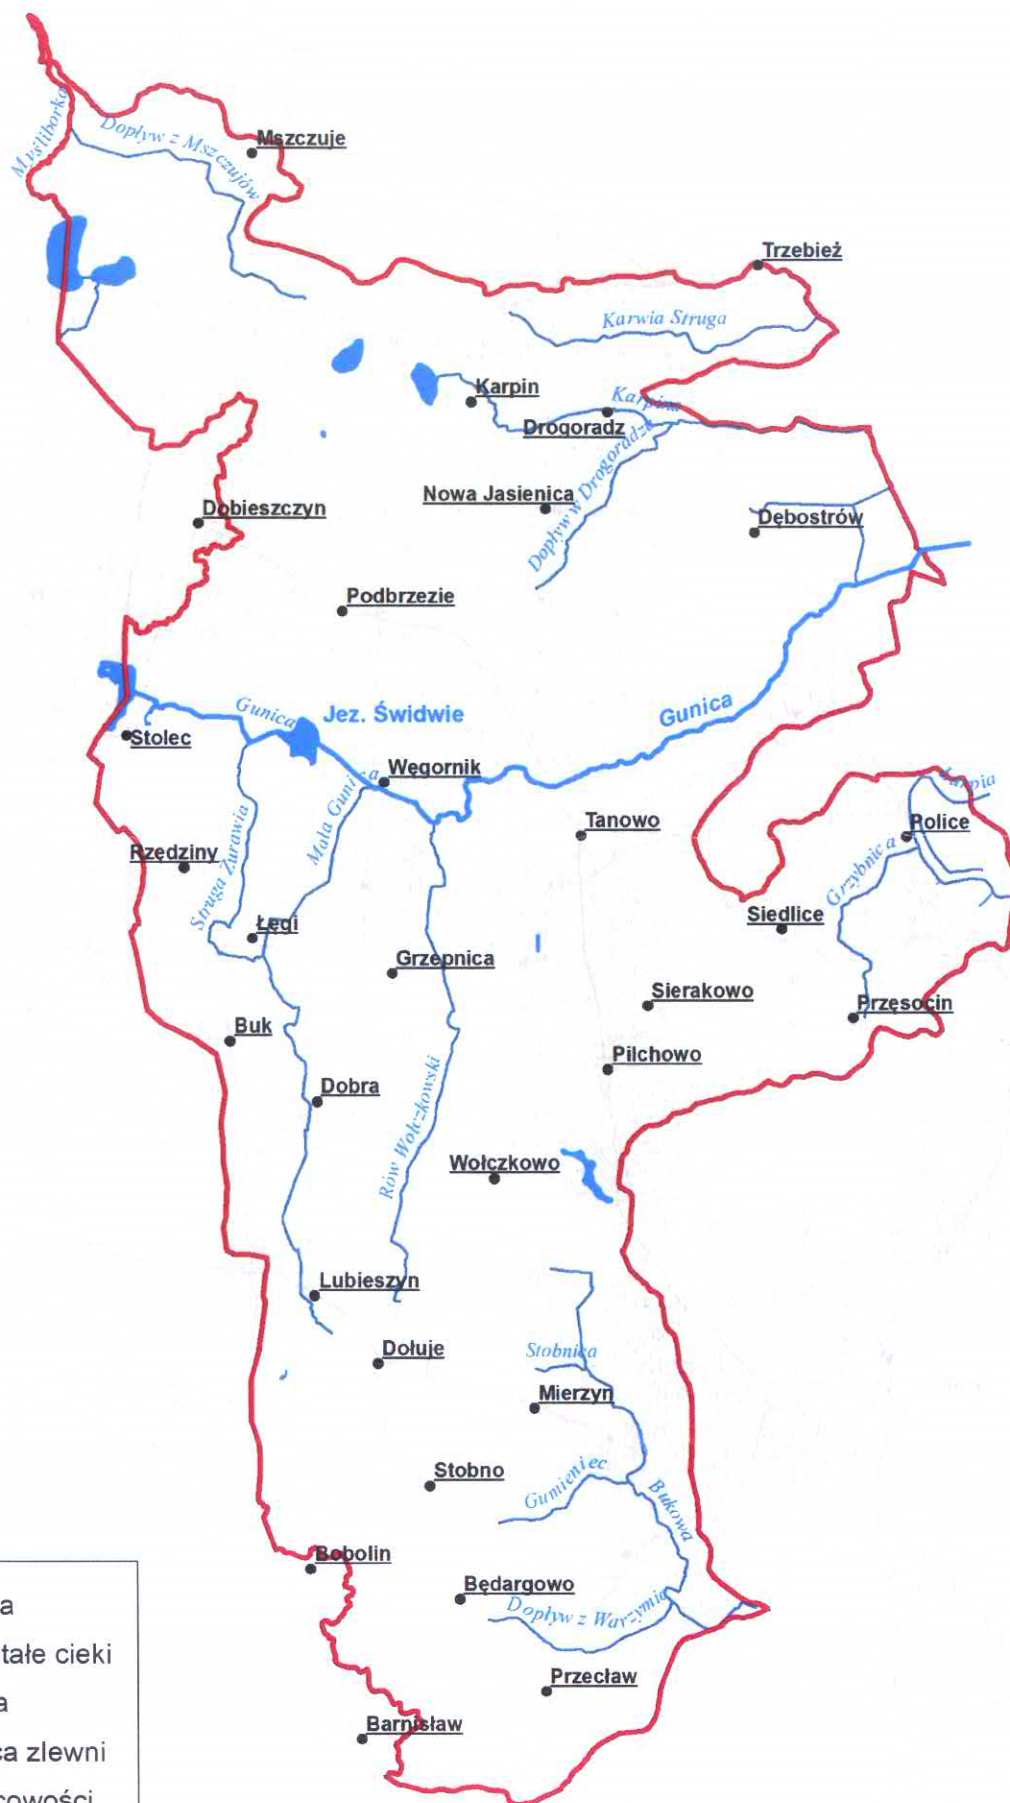 Myśliborka
Dopływ z Mszczujów
Mszczuje
Trzebież
Karwia Struga
Karpin
Karpina
Drogoradz
Nowa Jasienica
Dopływ w Drogoradzu
Dobieszczyn
Dębostrów
Podbrzezie
Gunica
Jez. Świdwie
Gunica
Stolec
Węgornik
Mała Gunica
Tanowo
Police
Rzędziny
Struga Żurawia
Grzybnica
Łęgi
Siedlice
Grzepnica
Sierakowo
Przęsocin
Buk
Pilchowo
Dobra
Rów Wołczkowski
Wołczkowo
Lubieszyn
Dołuje
Stobnica
Mierzyn
Stobno
Gumieniec
Bukowa
Bobolin
Będargowo
Dopływ z Warzymia
Przecław
Barnisław
a
tałe cieki
a
ca zlewni
cowości